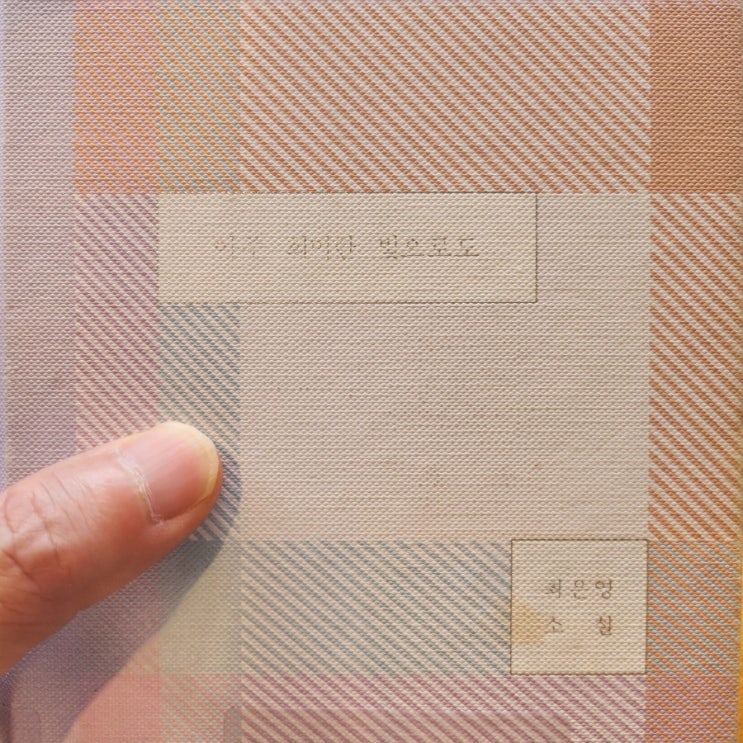 아주 희미한 빛으로도
최은영
소설